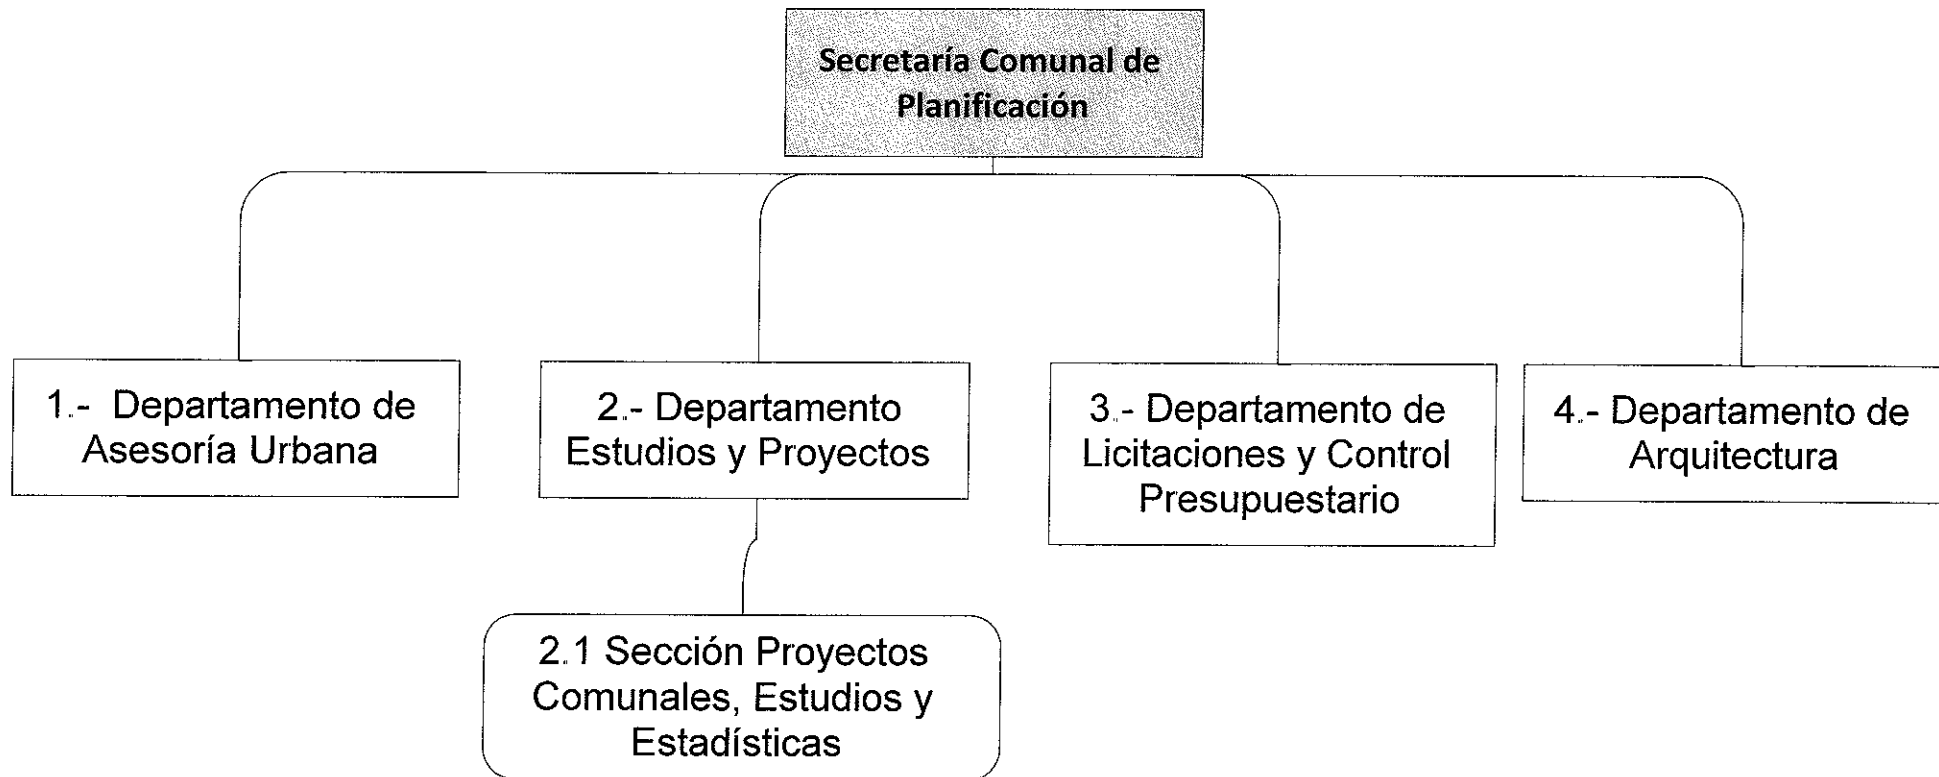 Secretaría Comunal de
Planificación
1.- Departamento de
Asesoría Urbana
2.- Departamento
Estudios y Proyectos
3.- Departamento de
Licitaciones y Control
Presupuestario
4.- Departamento de
Arquitectura
2.1 Sección Proyectos
Comunales, Estudios y
Estadísticas